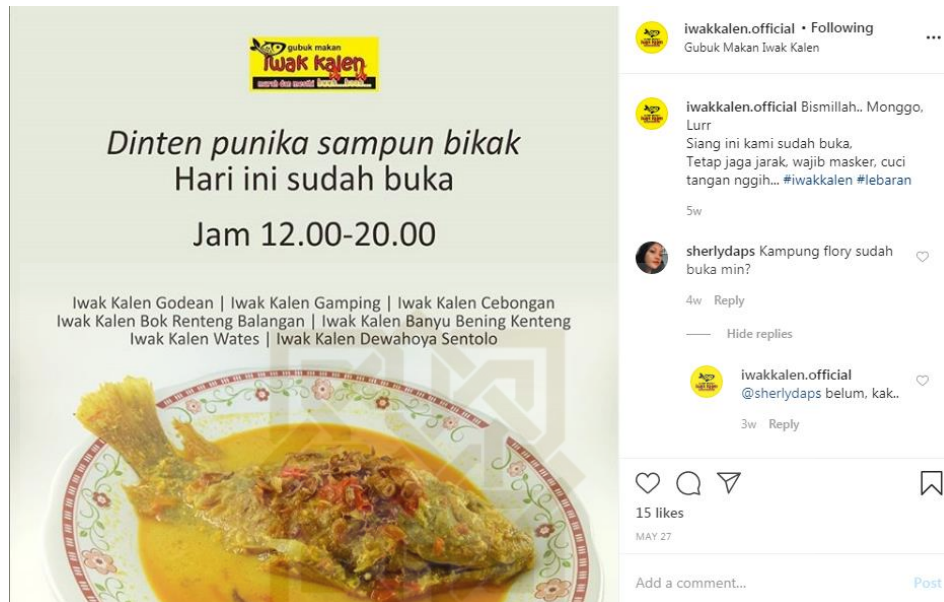 gubuk makan
iwak kalen
Dinten punika sampun bikak
Hari ini sudah buka
Jam 12.00-20.00
Iwak Kalen Godean | Iwak Kalen Gamping | Iwak Kalen Cebongan
Iwak Kalen Bok Renteng Balangan | Iwak Kalen Banyu Bening Kenteng
Iwak Kalen Wates | Iwak Kalen Dewahoya Sentolo
iwakkalen.official • Following
Gubuk Makan Iwak Kalen
iwakkalen.official Bismillah.. Monggo,
Lurr
Siang ini kami sudah buka,
Tetap jaga jarak, wajib masker, cuci
tangan nggih... #iwakkalen #lebaran
5w
sherlydaps Kampung flory sudah
buka min?
4w Reply
Hide replies
iwakkalen.official
@sherlydaps belum, kak..
3w Reply
15 likes
MAY 27
Add a comment...
Post